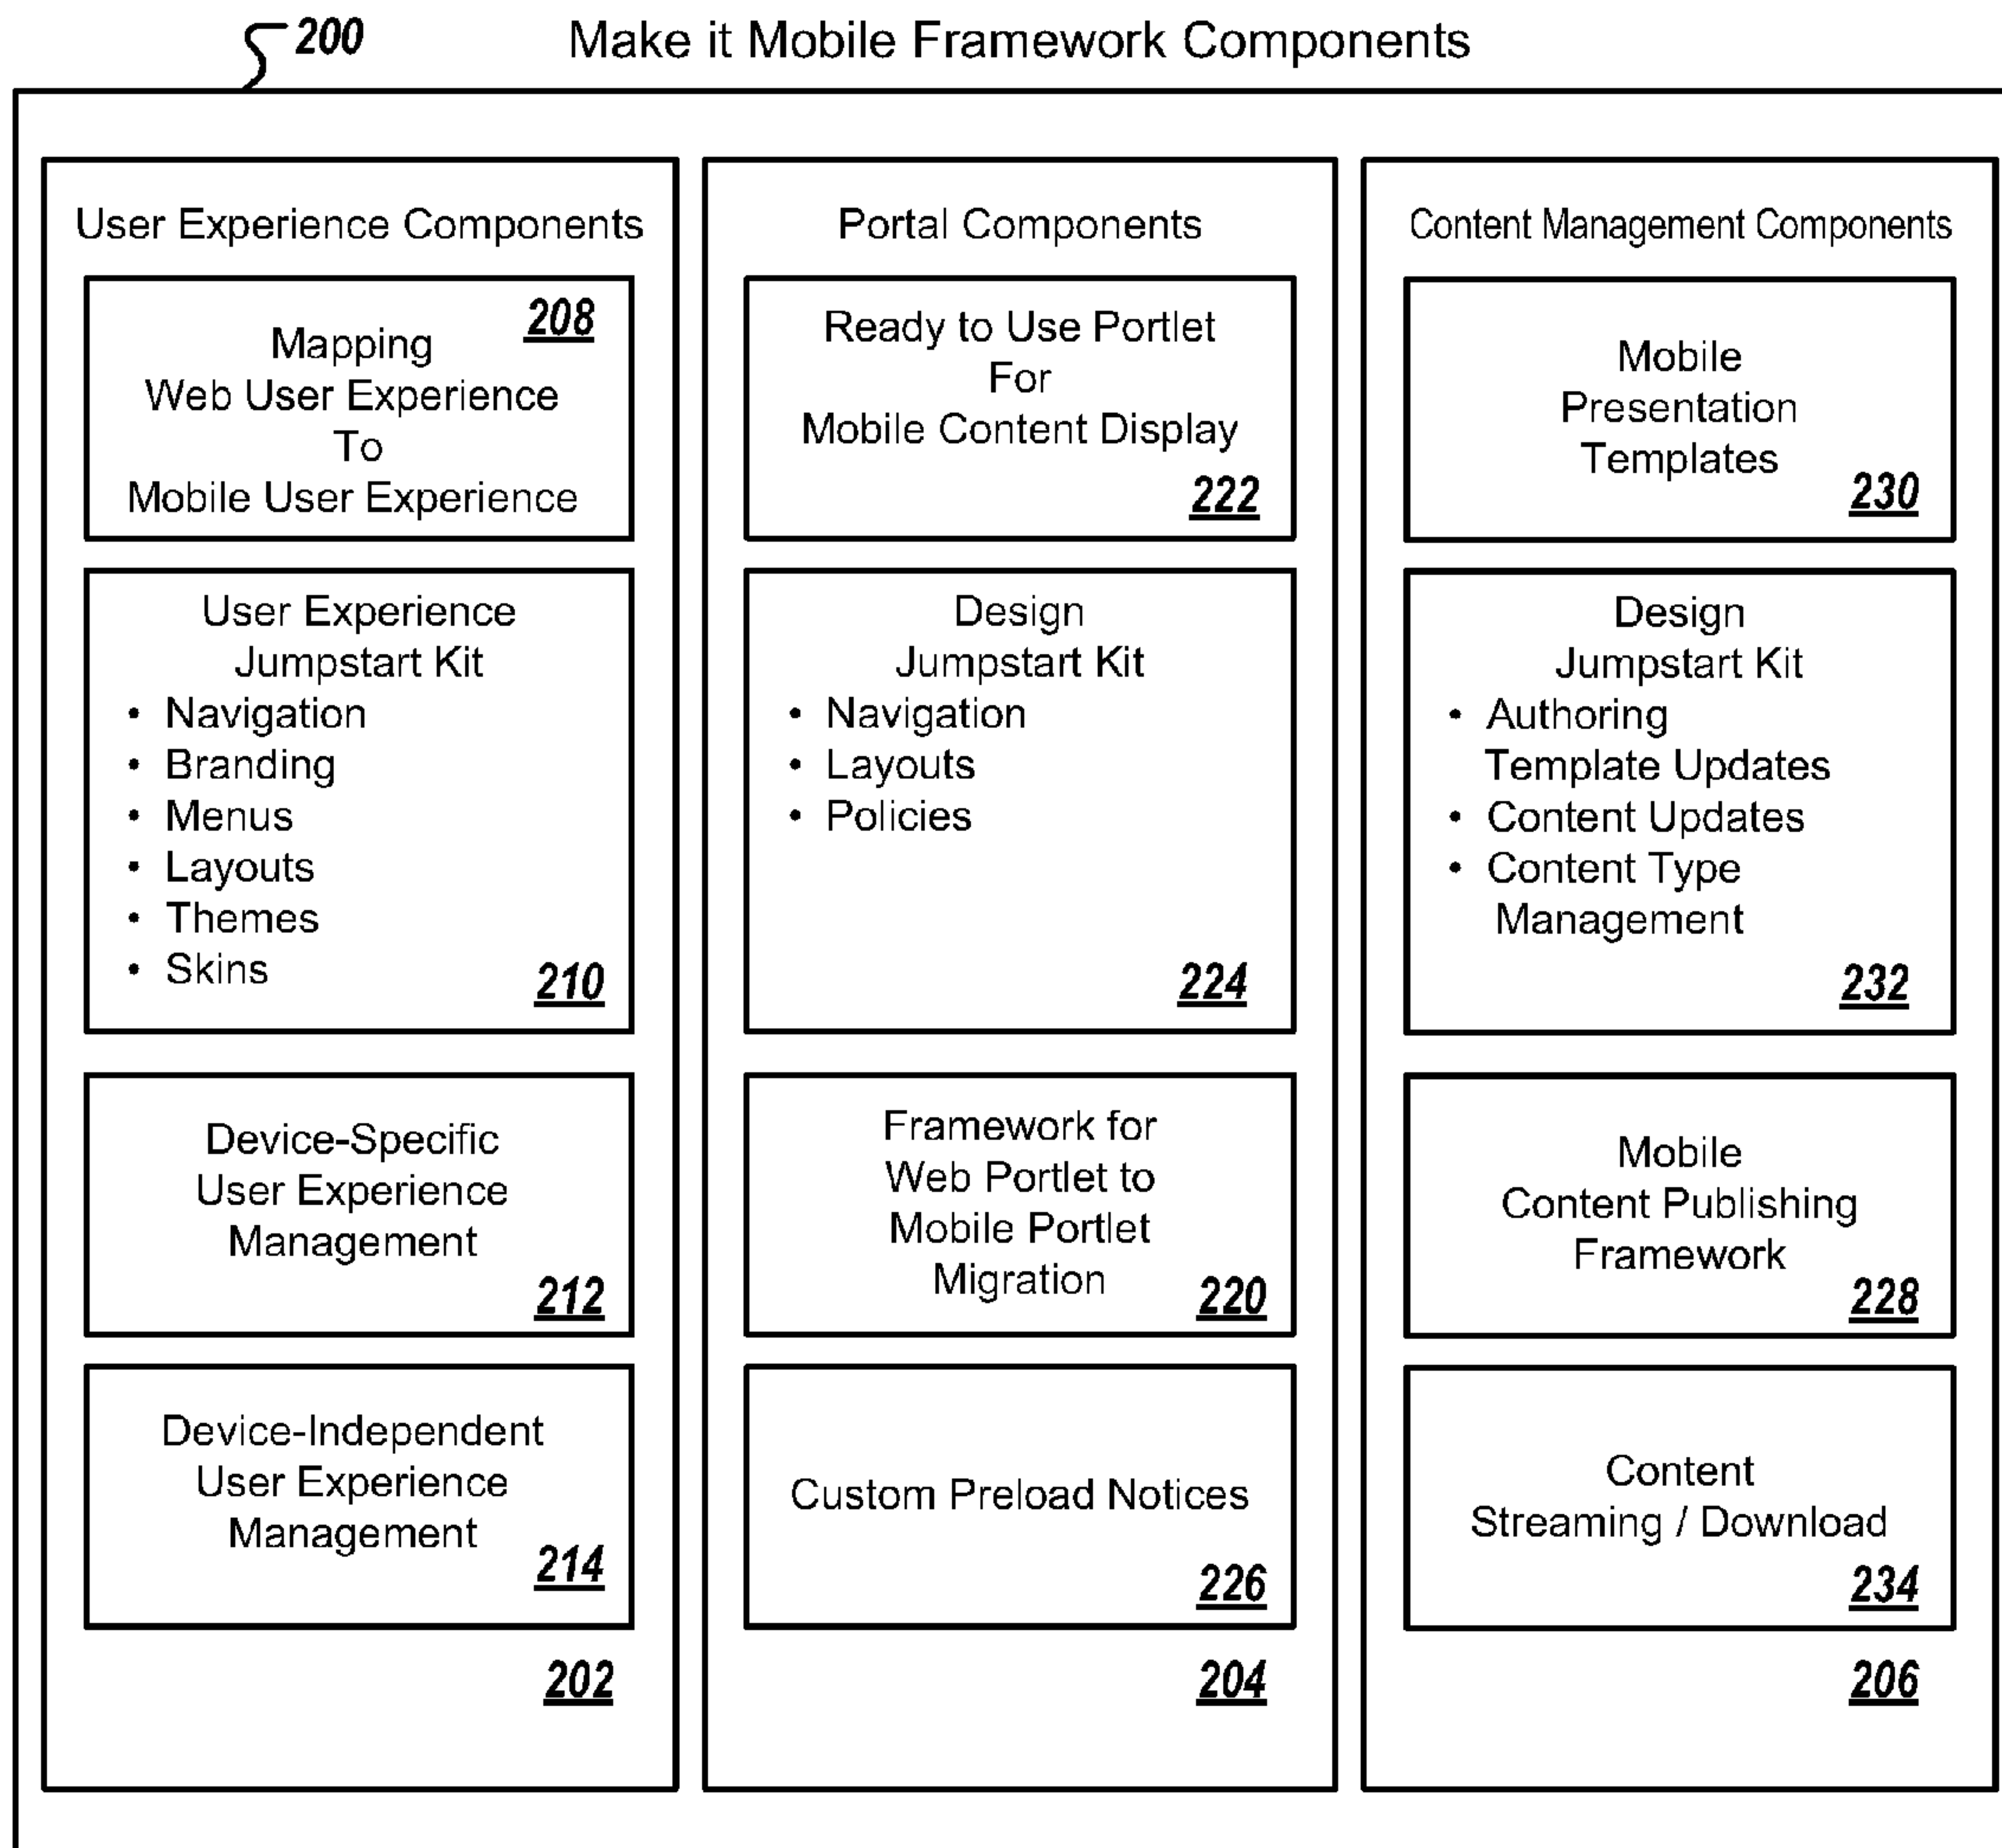 200
Make it Mobile Framework Components
User Experience Components
208
Mapping
Web User Experience
To
Mobile User Experience
User Experience
Jumpstart Kit
• Navigation
• Branding
• Menus
• Layouts
• Themes
• Skins
210
Device-Specific
User Experience
Management
212
Device-Independent
User Experience
Management
214
202
Portal Components
Ready to Use Portlet
For
Mobile Content Display
222
Design
Jumpstart Kit
• Navigation
• Layouts
• Policies
224
Framework for
Web Portlet to
Mobile Portlet
Migration
220
Custom Preload Notices
226
204
Content Management Components
Mobile
Presentation
Templates
230
Design
Jumpstart Kit
• Authoring
Template Updates
• Content Updates
• Content Type
Management
232
Mobile
Content Publishing
Framework
228
Content
Streaming / Download
234
206